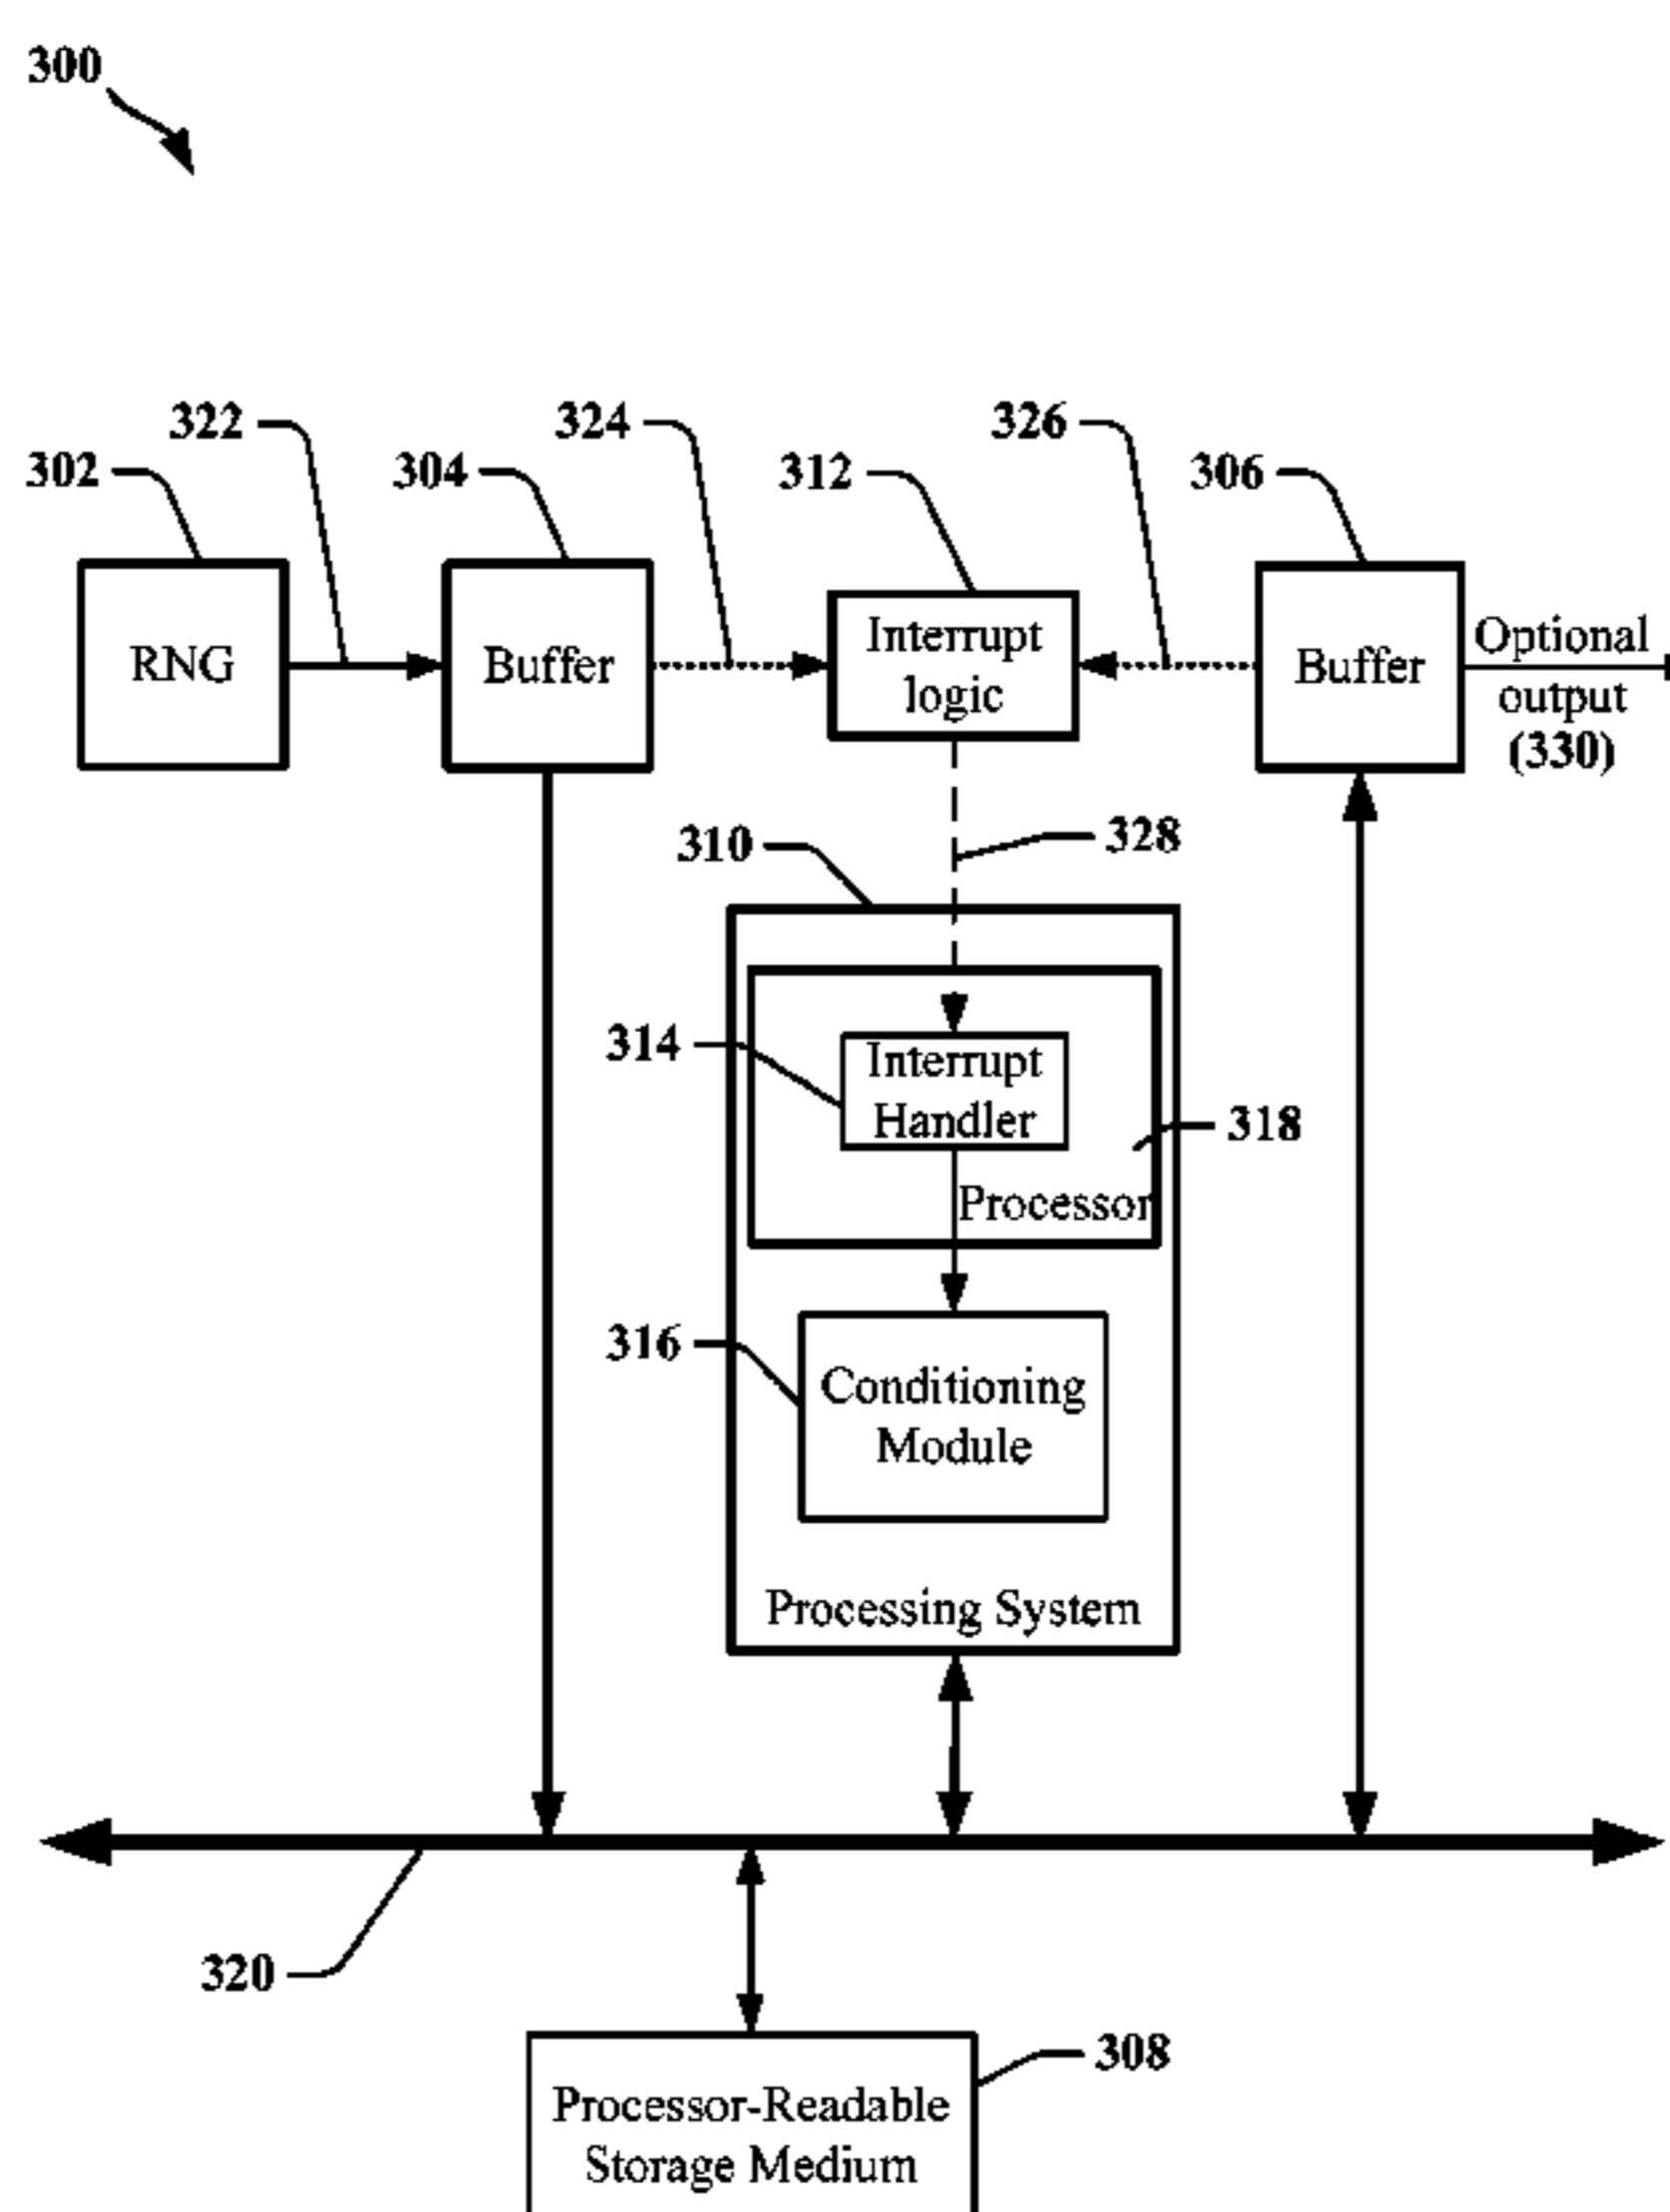 300
322
324
326
302
304
312
306
RNG
Buffer
Interrupt
logic
Buffer
Optional
output
(330)
310
328
314
Interrupt
Handler
318
Processor
316
Conditioning
Module
Processing System
320
308
Processor-Readable
Storage Medium